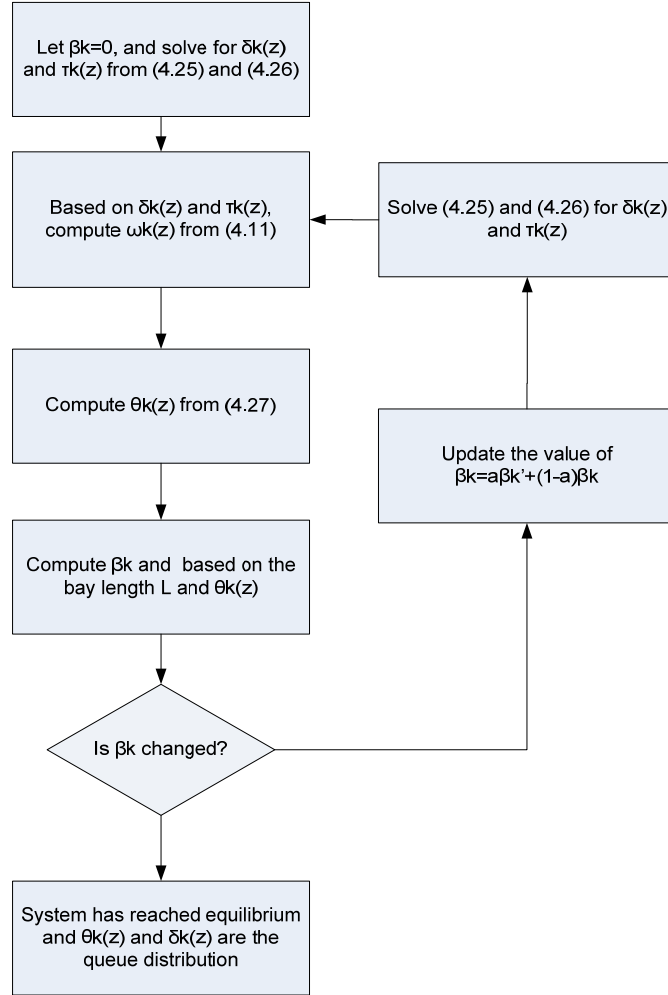 Let βk=0, and solve for δk(z)
and τk(z) from (4.25) and (4.26)
Based on δk(z) and τk(z),
compute ωk(z) from (4.11)
Solve (4.25) and (4.26) for δk(z)
and τk(z)
Compute θk(z) from (4.27)
Update the value of
βk=aβk'+(1-a)βk
Compute βk and  based on the
bay length L and θk(z)
Is βk changed?
System has reached equilibrium
and θk(z) and δk(z) are the
queue distribution